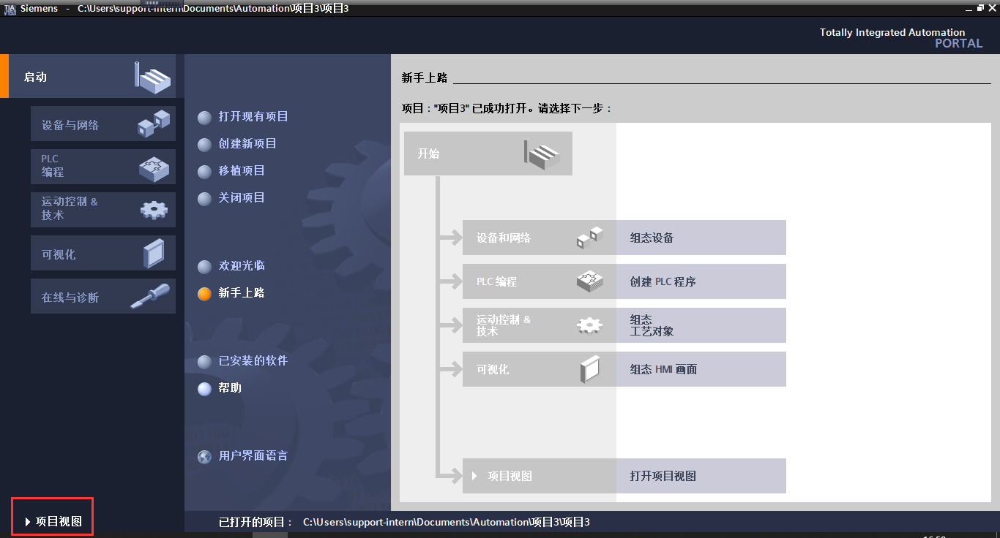 Siemens - C:\Users\support-intern\Documents\Automation\项目3\项目3
Totally Integrated Automation
PORTAL
启动
设备与网络
PLC
编程
运动控制 &
技术
可视化
在线与诊断
项目视图
打开现有项目
创建新项目
移植项目
关闭项目
欢迎光临
新手上路
已安装的软件
帮助
用户界面语言
新手上路
项目："项目3" 已成功打开。请选择下一步：
开始
设备和网络
组态设备
PLC 编程
创建 PLC 程序
运动控制 &
技术
组态
工艺对象
可视化
组态 HMI 画面
项目视图
打开项目视图
已打开的项目： C:\Users\support-intern\Documents\Automation\项目3\项目3